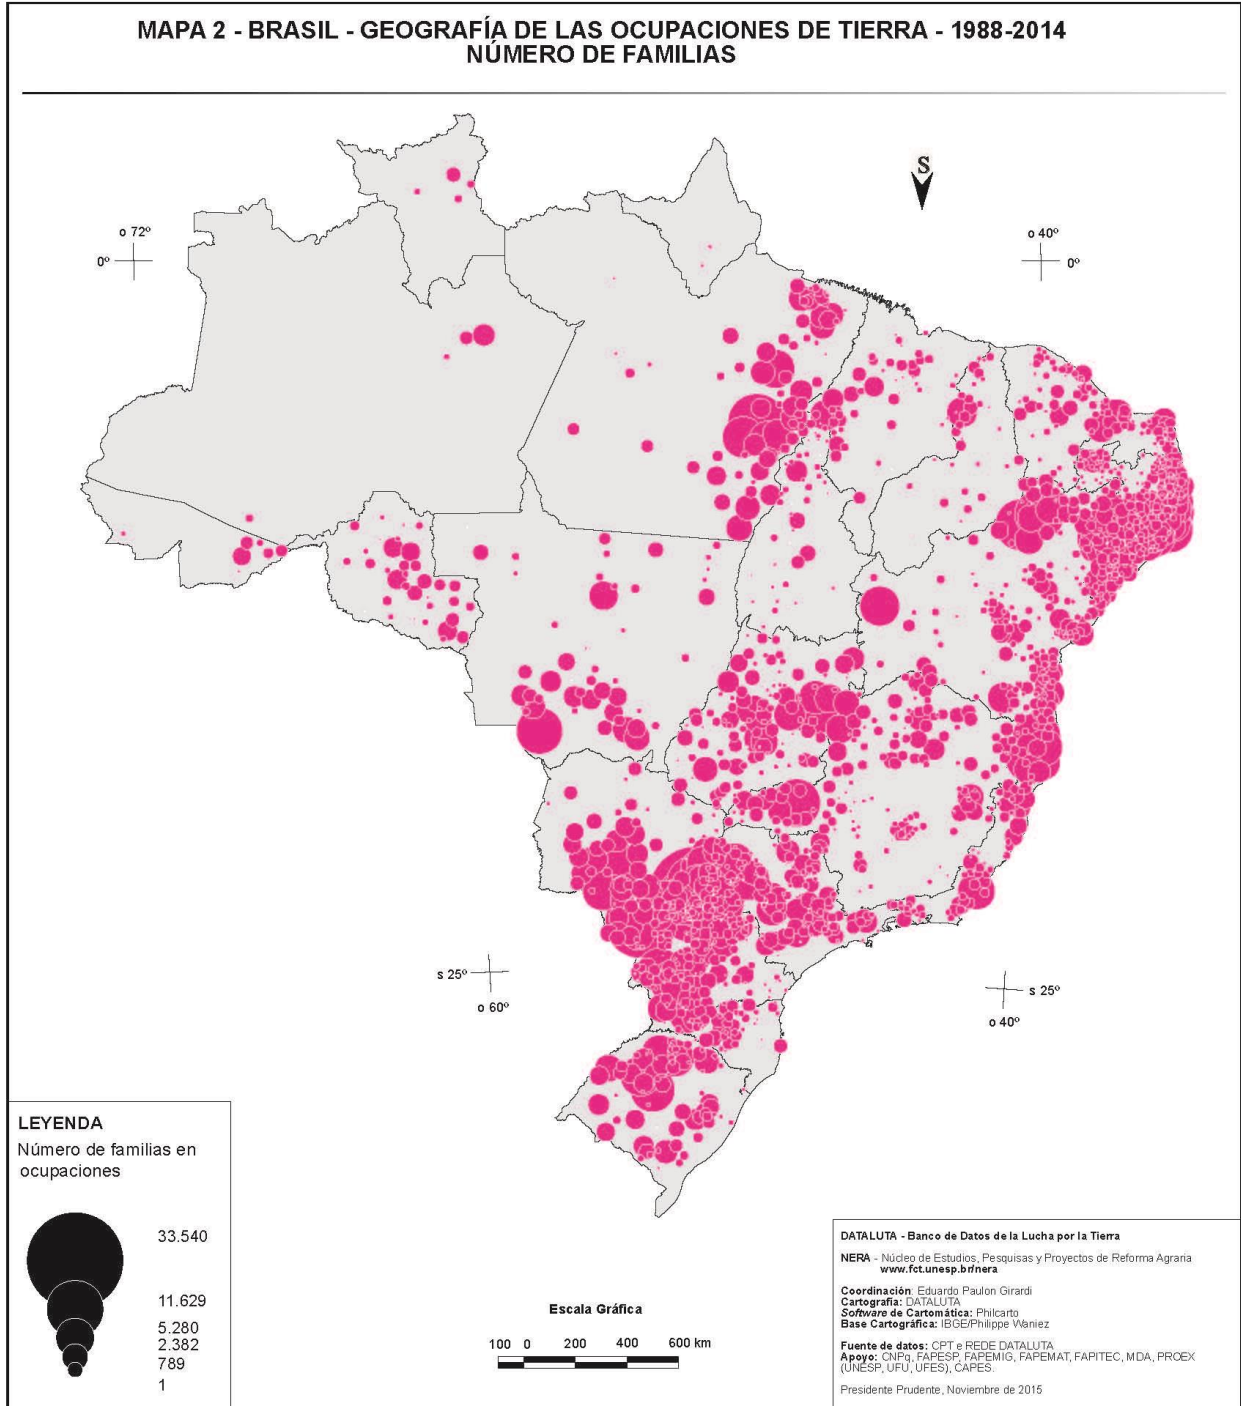 MAPA 2 - BRASIL - GEOGRAFÍA DE LAS OCUPACIONES DE TIERRA - 1988-2014
NÚMERO DE FAMILIAS
S
o 72º
0º
o 40º
0º
s 25º
o 60º
s 25º
o 40º
LEYENDA
Número de familias en
ocupaciones
33.540
11.629
5.280
2.382
789
1
Escala Gráfica
100 0 200 400 600 km
DATALUTA - Banco de Datos de la Lucha por la Tierra
NERA - Núcleo de Estudios, Pesquisas y Proyectos de Reforma Agraria
www.fct.unesp.br/nera
Coordinación: Eduardo Paulon Girardi
Cartografía: DATALUTA
Software de Cartomática: Philcarto
Base Cartográfica: IBGE/Philippe Waniez
Fuente de datos: CPT e REDE DATALUTA
Apoyo: CNPq, FAPESP, FAPEMIG, FAPEMAT, FAPITEC, MDA, PROEX
(UNESP, UFU, UFES), CAPES.
Presidente Prudente, Noviembre de 2015